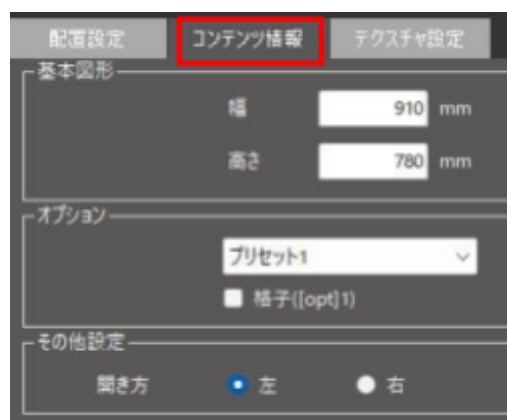 配置設定 コンテンツ情報 テクスチャ設定
基本図形
幅 910 mm
高さ 780 mm
オプション
プリセット1
格子([opt]1)
その他設定
開き方 左 右